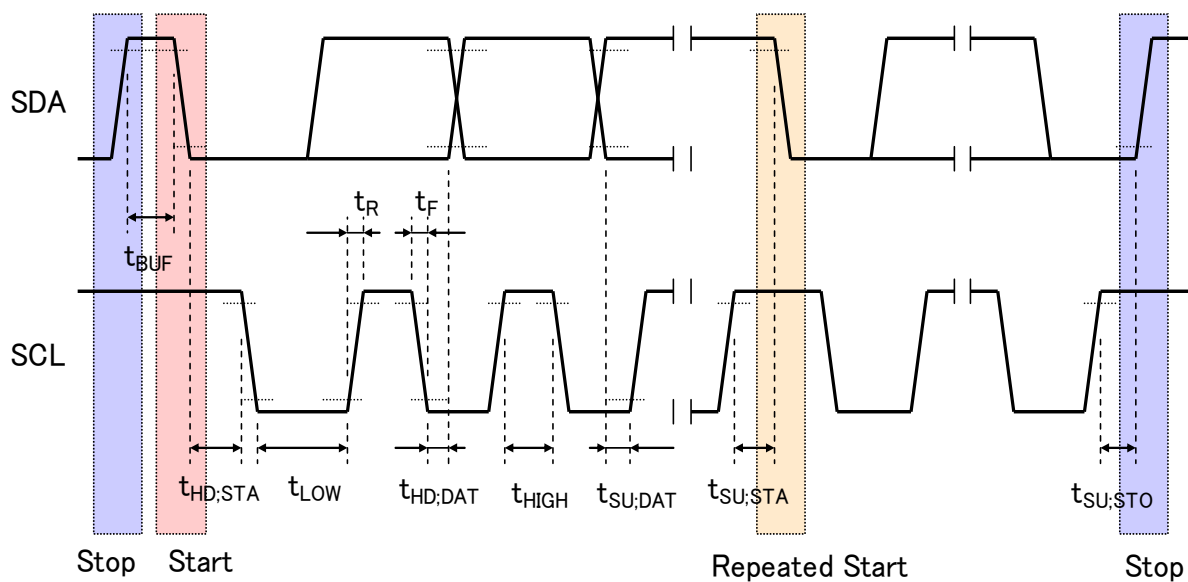 SDA
tR
tF
tBUF
SCL
tHD;STA
tLOW
tHD;DAT
tHIGH
tSU;DAT
tSU;STA
tSU;STO
Stop
Start
Repeated Start
Stop